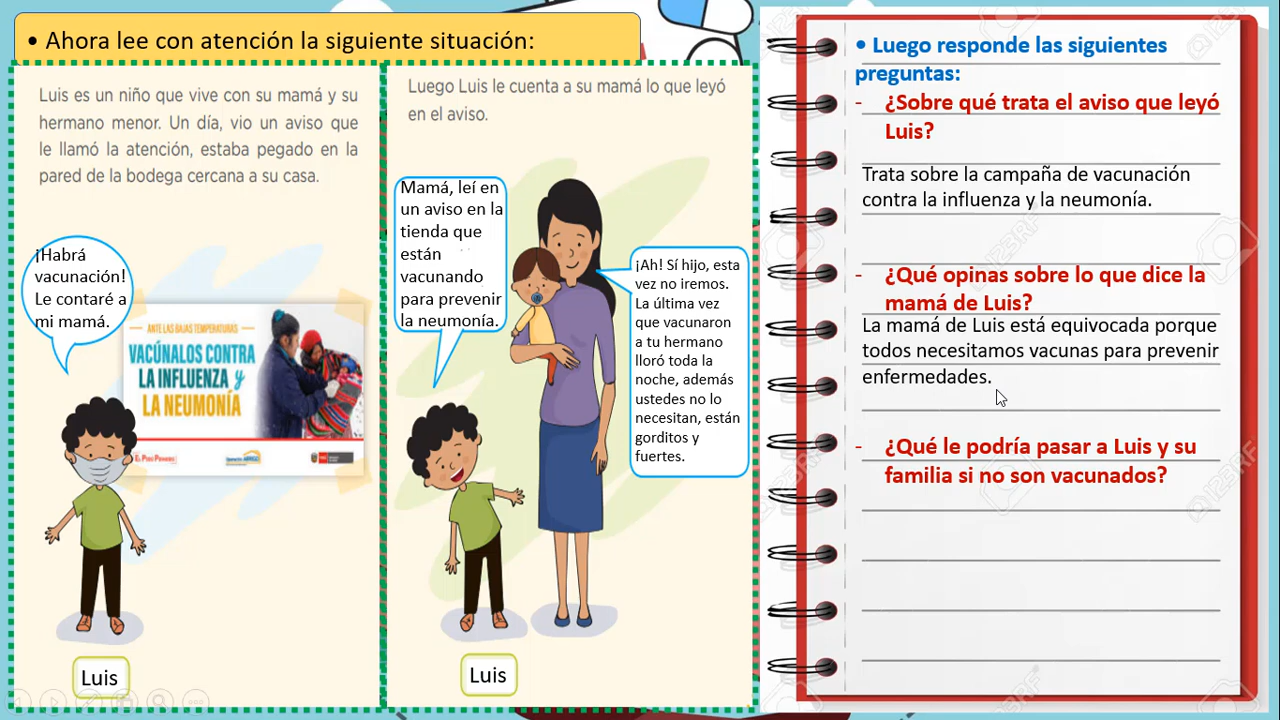 • Ahora lee con atención la siguiente situación:
Luis es un niño que vive con su mamá y su
hermano menor. Un día, vio un aviso que
le llamó la atención, estaba pegado en la
pared de la bodega cercana a su casa.
¡Habrá
vacunación!
Le contaré a
mi mamá.
ANTE LAS BAJAS TEMPERATURAS
VACÚNALOS CONTRA
LA INFLUENZA y
LA NEUMONÍA
EL PERÚ PRIMERO
Luis
Luego Luis le cuenta a su mamá lo que leyó
en el aviso.
Mamá, leí en
un aviso en la
tienda que
están
vacunando
para prevenir
la neumonía.
¡Ah! Sí hijo, esta
vez no iremos.
La última vez
que vacunaron
a tu hermano
lloró toda la
noche, además
ustedes no lo
necesitan, están
gorditos y
fuertes.
Luis
• Luego responde las siguientes
preguntas:
- ¿Sobre qué trata el aviso que leyó
Luis?
Trata sobre la campaña de vacunación
contra la influenza y la neumonía.
- ¿Qué opinas sobre lo que dice la
mamá de Luis?
La mamá de Luis está equivocada porque
todos necesitamos vacunas para prevenir
enfermedades.
- ¿Qué le podría pasar a Luis y su
familia si no son vacunados?
123RF